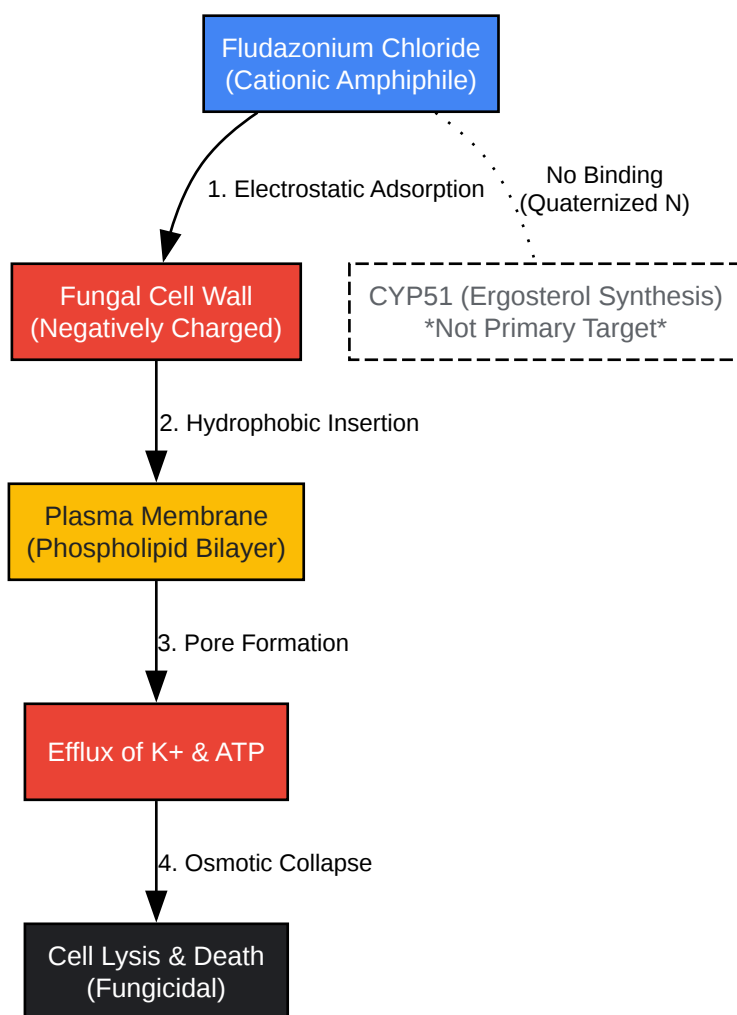 Fludazonium Chloride
(Cationic Amphiphile)
1. Electrostatic Adsorption
No Binding
(Quaternized N)
Fungal Cell Wall
(Negatively Charged)
CYP51 (Ergosterol Synthesis)
*Not Primary Target*
2. Hydrophobic Insertion
Plasma Membrane
(Phospholipid Bilayer)
3. Pore Formation
Efflux of K+ & ATP
4. Osmotic Collapse
Cell Lysis & Death
(Fungicidal)